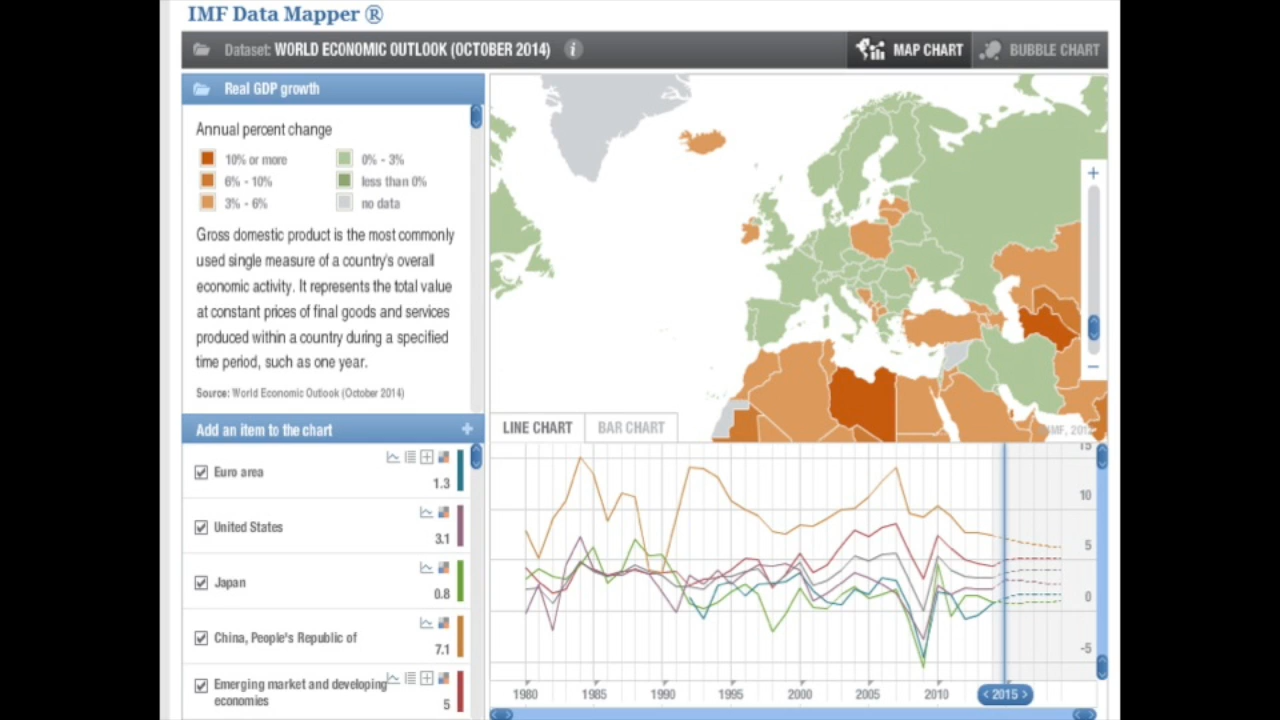 IMF Data Mapper ®
Dataset: WORLD ECONOMIC OUTLOOK (OCTOBER 2014)
i
MAP CHART
BUBBLE CHART
Real GDP growth
Annual percent change
10% or more
0% - 3%
6% - 10%
less than 0%
3% - 6%
no data
Gross domestic product is the most commonly
used single measure of a country's overall
economic activity. It represents the total value
at constant prices of final goods and services
produced within a country during a specified
time period, such as one year.
Source: World Economic Outlook (October 2014)
+
−
LINE CHART
BAR CHART
Add an item to the chart +
Euro area
1.3
United States
3.1
Japan
0.8
China, People's Republic of
7.1
Emerging market and developing
economies
5
15
10
5
0
-5
1980 1985 1990 1995 2000 2005 2010 < 2015 >